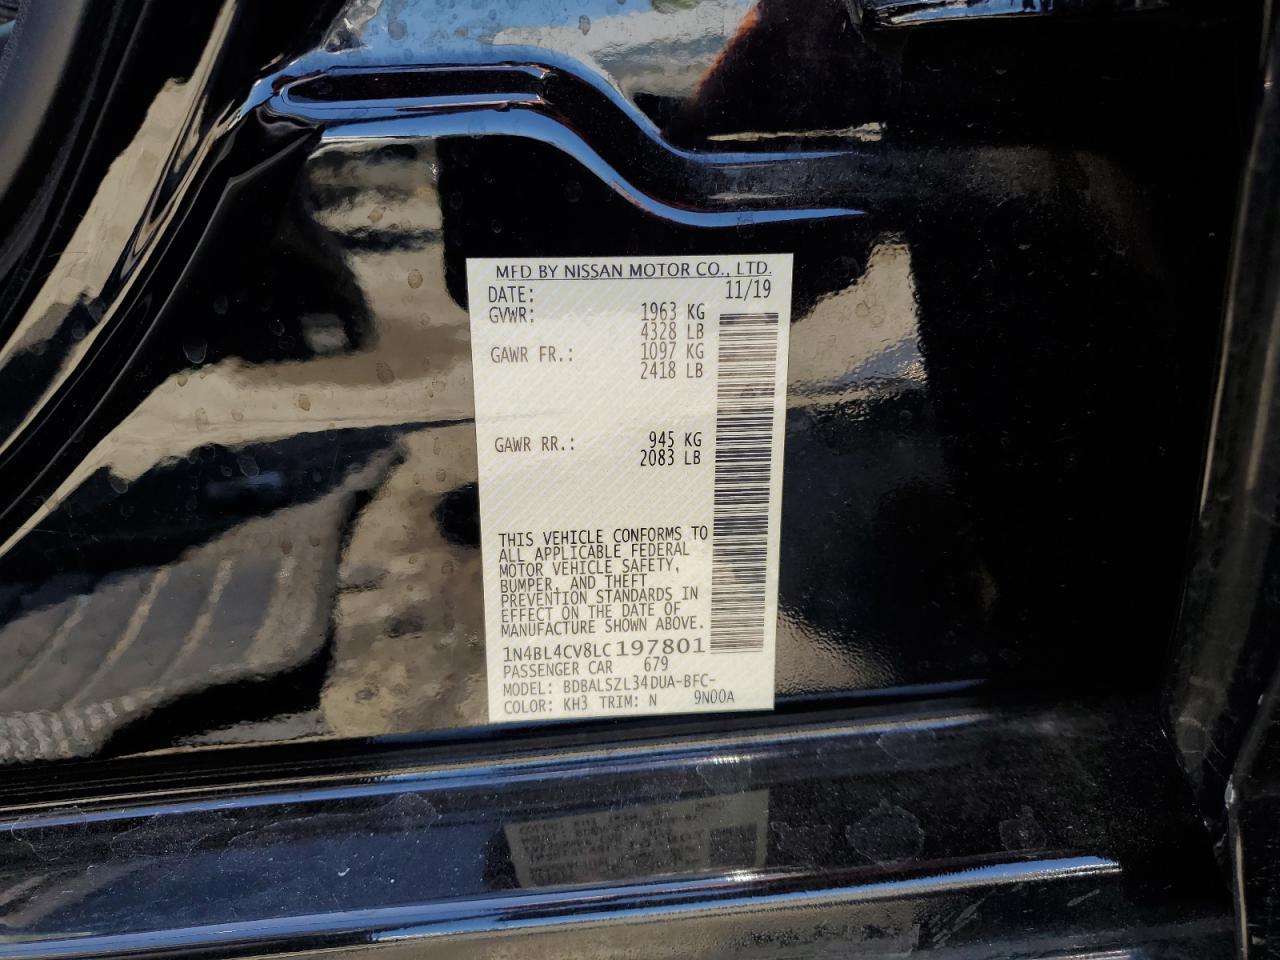 MFD BY NISSAN MOTOR CO., LTD.
DATE: 11/19
GVWR: 1963 KG
4328 LB
GAWR FR.: 1097 KG
2418 LB
GAWR RR.: 945 KG
2083 LB
THIS VEHICLE CONFORMS TO
ALL APPLICABLE FEDERAL
MOTOR VEHICLE SAFETY,
BUMPER, AND THEFT
PREVENTION STANDARDS IN
EFFECT ON THE DATE OF
MANUFACTURE SHOWN ABOVE.
1N4BL4CV8LC197801
PASSENGER CAR 679
MODEL: BDBALSZL34DUA-BFC-
COLOR: KH3 TRIM: N 9N00A